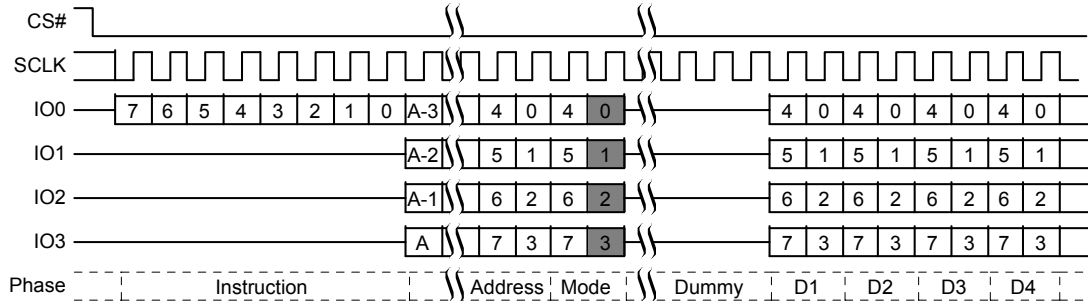 CS#
SCLK
IO0 7 6 5 4 3 2 1 0 A-3 4 0 4 0 4 0 4 0 4 0 4 0
IO1 A-2 5 1 5 1 5 1 5 1 5 1 5 1
IO2 A-1 6 2 6 2 6 2 6 2 6 2 6 2
IO3 A 7 3 7 3 7 3 7 3 7 3 7 3
Phase Instruction Address Mode Dummy D1 D2 D3 D4